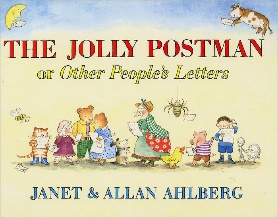 THE JOLLY POSTMAN
or Other People's Letters
JANET & ALLAN AHLBERG